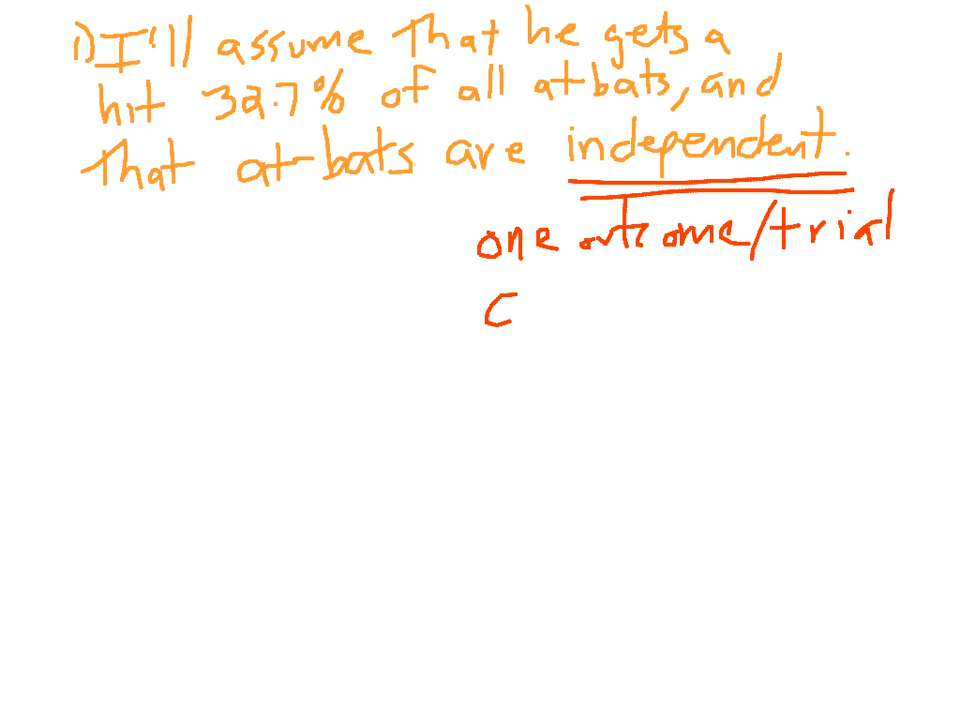 1) I'll assume that he gets a
hit 32.7% of all at-bats, and
that at-bats are independent.
one outcome/trial
C